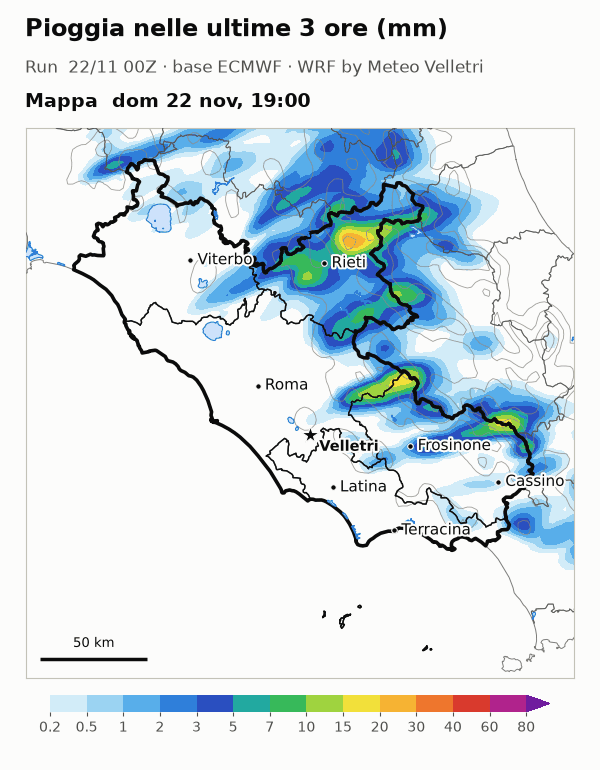 Pioggia nelle ultime 3 ore (mm)
Run  22/11 00Z · base ECMWF · WRF by Meteo Velletri
Mappa  dom 22 nov, 19:00
Viterbo
Rieti
Roma
Velletri
Frosinone
Latina
Cassino
Terracina
50 km
0.2 0.5 1 2 3 5 7 10 15 20 30 40 60 80